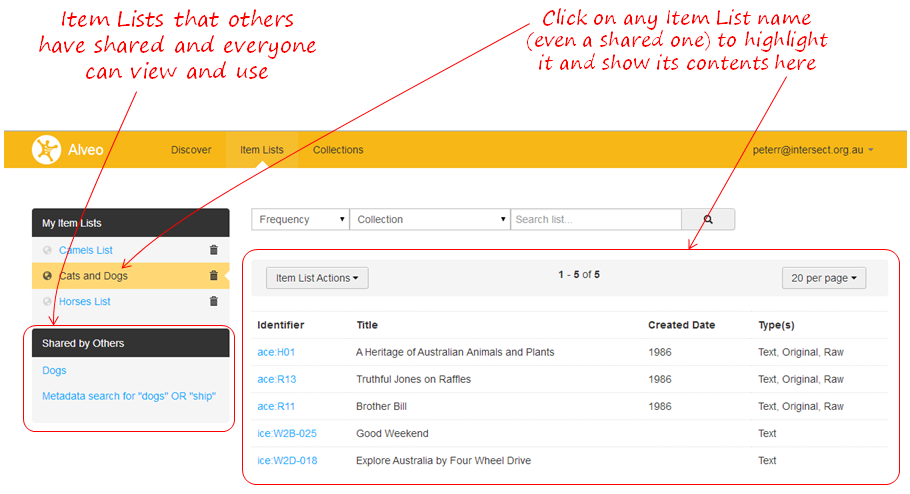 Item Lists that others
have shared and everyone
can view and use
Click on any Item List name
(even a shared one) to highlight
it and show its contents here
Alveo Discover Item Lists Collections peterr@intersect.org.au
My Item Lists
Camels List
Cats and Dogs
Horses List
Shared by Others
Dogs
Metadata search for "dogs" OR "ship"
Frequency Collection Search list...
Item List Actions 1 - 5 of 5 20 per page
Identifier Title Created Date Type(s)
ace:H01 A Heritage of Australian Animals and Plants 1986 Text, Original, Raw
ace:R13 Truthful Jones on Raffles 1986 Text, Original, Raw
ace:R11 Brother Bill 1986 Text, Original, Raw
ice:W2B-025 Good Weekend Text
ice:W2D-018 Explore Australia by Four Wheel Drive Text